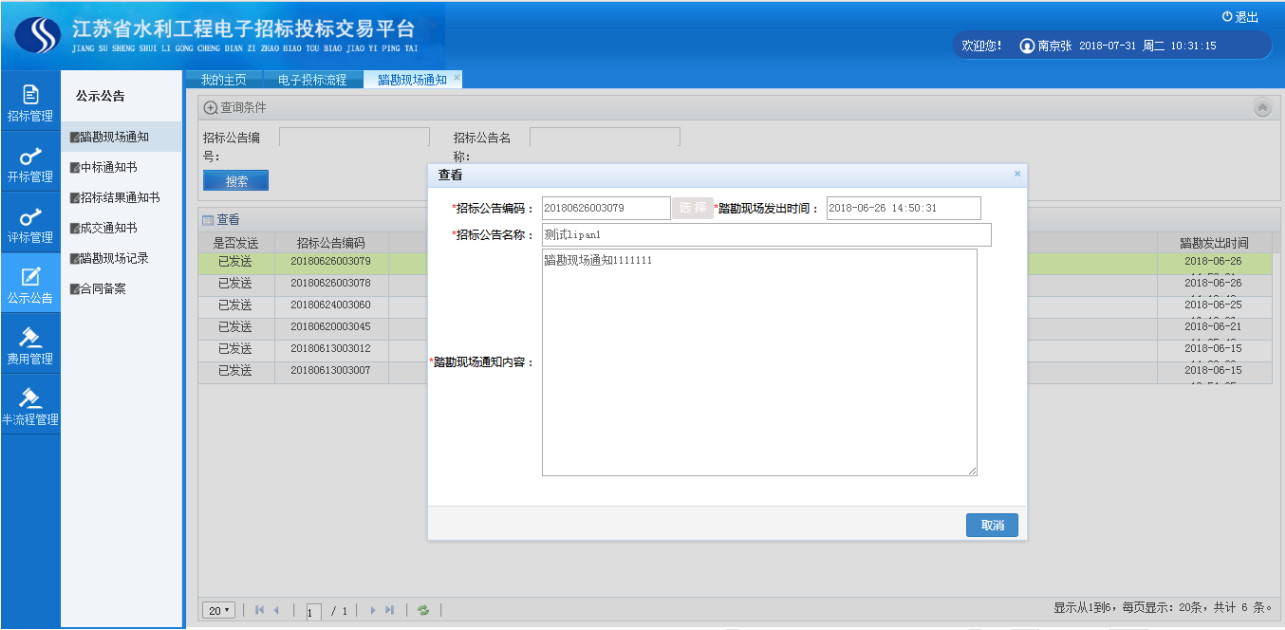 江苏省水利工程电子招标投标交易平台
JIANG SU SHENG SHUI LI GONG CHENG DIAN ZI ZHAO BIAO TOU BIAO JIAO YI PING TAI
退出
欢迎您! 南京张 2018-07-31 周二 10:31:15
招标管理
开标管理
评标管理
公示公告
费用管理
半流程管理
公示公告
踏勘现场通知
中标通知书
招标结果通知书
成交通知书
踏勘现场记录
合同备案
我的主页 电子投标流程 踏勘现场通知 ×
查询条件
招标公告编号: 招标公告名称:
搜索
查看
是否发送 招标公告编码 踏勘发出时间
已发送 20180626003079 2018-06-26
已发送 20180626003078 2018-06-26
已发送 20180624003060 2018-06-25
已发送 20180620003045 2018-06-21
已发送 20180613003012 2018-06-15
已发送 20180613003007 2018-06-15
查看 ×
*招标公告编码: 20180626003079 选择 *踏勘现场发出时间: 2018-06-26 14:50:31
*招标公告名称: 测试lipan1
*踏勘现场通知内容: 踏勘现场通知1111111
取消
20 1 / 1
显示从1到6,每页显示:20条,共计 6 条。